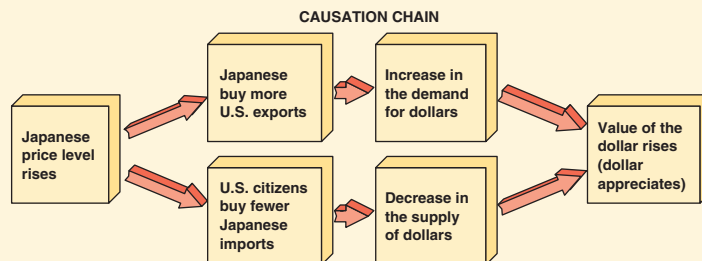 CAUSATION CHAIN
Japanese
price level
rises
Japanese
buy more
U.S. exports
Increase in
the demand
for dollars
U.S. citizens
buy fewer
Japanese
imports
Decrease in
the supply
of dollars
Value of the
dollar rises
(dollar
appreciates)